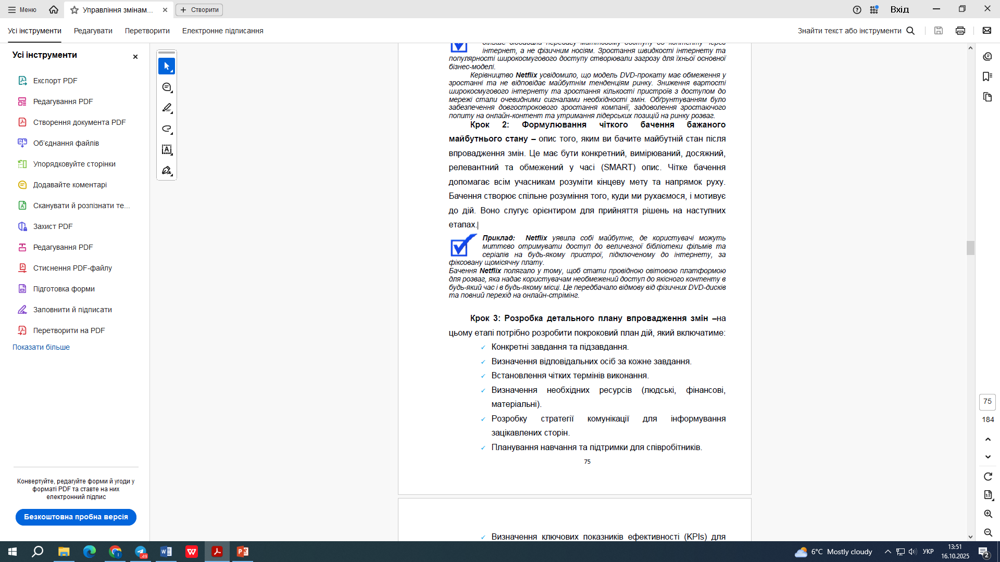 Меню
Управління змінам...
Створити
Вхід
Усі інструменти
Редагувати
Перетворити
Електронне підписання
Знайти текст або інструменти
Усі інструменти
Експорт PDF
Редагування PDF
Створення документа PDF
Об’єднання файлів
Упорядковуйте сторінки
Додавайте коментарі
Сканувати й розпізнати те...
Захист PDF
Редагування PDF
Стиснення PDF-файлу
Підготовка форми
Заповнити й підписати
Перетворити на PDF
Показати більше
Конвертуйте, редагуйте форми й угоди у
форматі PDF та ставте на них
електронний підпис
Безкоштовна пробна версія
більше віддавали перевагу миттєвому доступу до контенту через
інтернет, а не фізичним носіям. Зростання швидкості інтернету та
популярності широкосмугового доступу створювали загрозу для їхньої основної
бізнес-моделі.
Керівництво Netflix усвідомило, що модель DVD-прокату має обмеження у
зростанні та не відповідає майбутнім тенденціям ринку. Зниження вартості
широкосмугового інтернету та зростання кількості пристроїв з доступом до
мережі стали очевидними сигналами необхідності змін. Обґрунтуванням було
забезпечення довгострокового зростання компанії, задоволення зростаючого
попиту на онлайн-контент та утримання лідерських позицій на ринку розваг.
Крок 2: Формулювання чіткого бачення бажаного
майбутнього стану – опис того, яким ви бачите майбутній стан після
впровадження змін. Це має бути конкретний, вимірюваний, досяжний,
релевантний та обмежений у часі (SMART) опис. Чітке бачення
допомагає всім учасникам розуміти кінцеву мету та напрямок руху.
Бачення створює спільне розуміння того, куди ми рухаємося, і мотивує
до дій. Воно слугує орієнтиром для прийняття рішень на наступних
етапах.
Приклад: Netflix уявила собі майбутнє, де користувачі можуть
миттєво отримувати доступ до величезної бібліотеки фільмів та
серіалів на будь-якому пристрої, підключеному до інтернету, за
фіксовану щомісячну плату.
Бачення Netflix полягало у тому, щоб стати провідною світовою платформою
для розваг, яка надає користувачам необмежений доступ до якісного контенту в
будь-який час і в будь-якому місці. Це передбачало відмову від фізичних DVD-дисків
та повний перехід на онлайн-стрімінг.
Крок 3: Розробка детального плану впровадження змін –на
цьому етапі потрібно розробити покроковий план дій, який включатиме:
✓ Конкретні завдання та підзавдання.
✓ Визначення відповідальних осіб за кожне завдання.
✓ Встановлення чітких термінів виконання.
✓ Визначення необхідних ресурсів (людські, фінансові,
матеріальні).
✓ Розробку стратегії комунікації для інформування
зацікавлених сторін.
✓ Планування навчання та підтримки для співробітників.
75
✓ Визначення ключових показників ефективності (KPIs) для
75
184
1:1
.49
6°C Mostly cloudy
УКР
13:51
16.10.2025
2